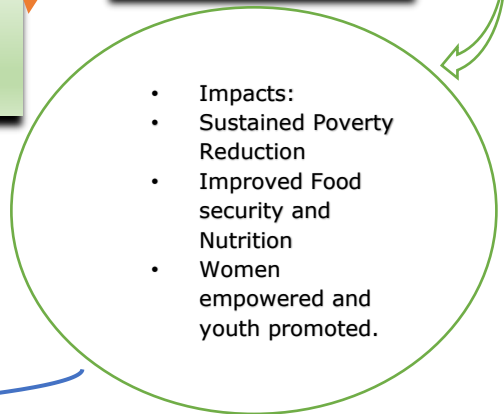 • Impacts:
• Sustained Poverty
Reduction
• Improved Food
security and
Nutrition
• Women
empowered and
youth promoted.